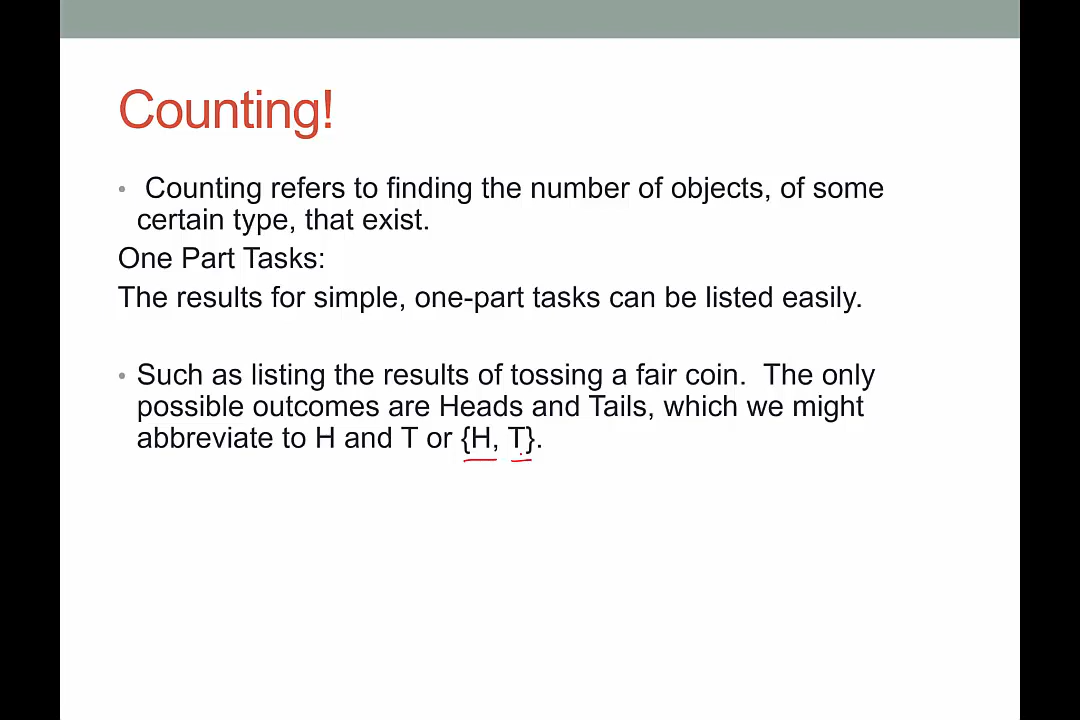 Counting!
• Counting refers to finding the number of objects, of some
certain type, that exist.
One Part Tasks:
The results for simple, one-part tasks can be listed easily.
• Such as listing the results of tossing a fair coin.  The only
possible outcomes are Heads and Tails, which we might
abbreviate to H and T or {H, T}.